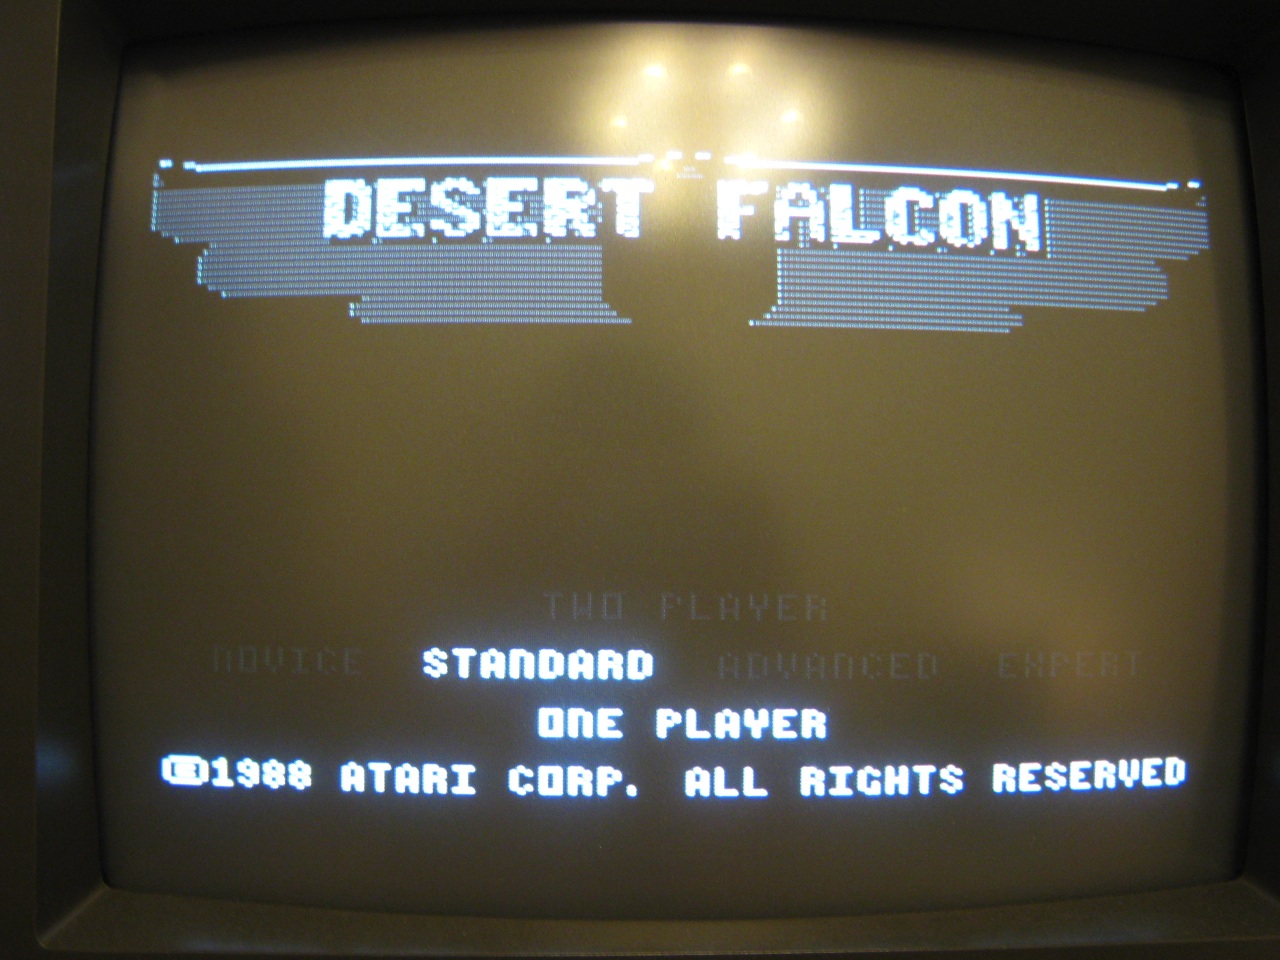 DESERT FALCON
TWO PLAYER
NOVICE STANDARD ADVANCED EXPERT
ONE PLAYER
©1988 ATARI CORP. ALL RIGHTS RESERVED